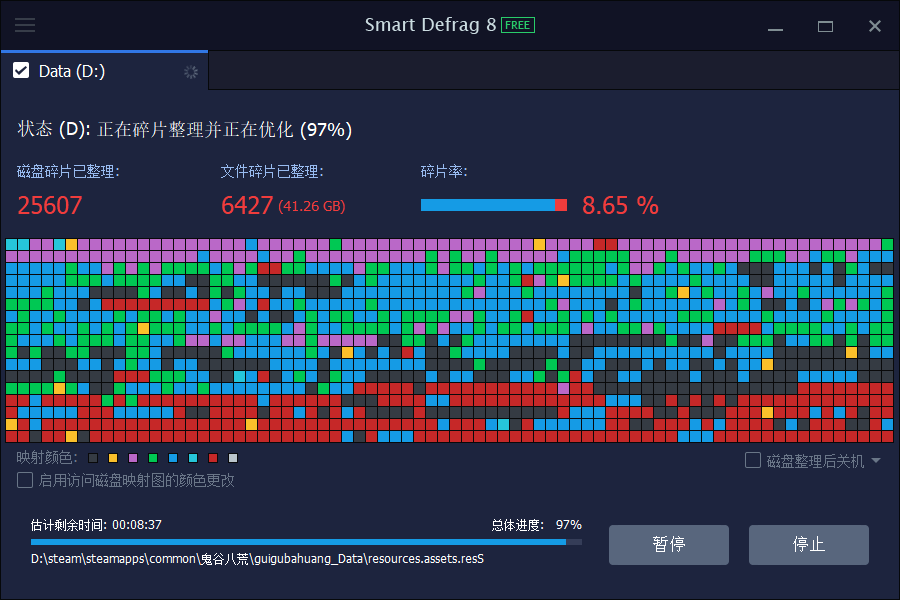 Smart Defrag 8 FREE
Data (D:)
状态 (D): 正在碎片整理并正在优化 (97%)
磁盘碎片已整理: 文件碎片已整理: 碎片率:
25607 6427 (41.26 GB) 8.65 %
映射颜色: 磁盘整理后关机
启用访问磁盘映射图的颜色更改
估计剩余时间: 00:08:37 总体进度: 97%
D:\steam\steamapps\common\鬼谷八荒\guigubahuang_Data\resources.assets.resS
暂停 停止